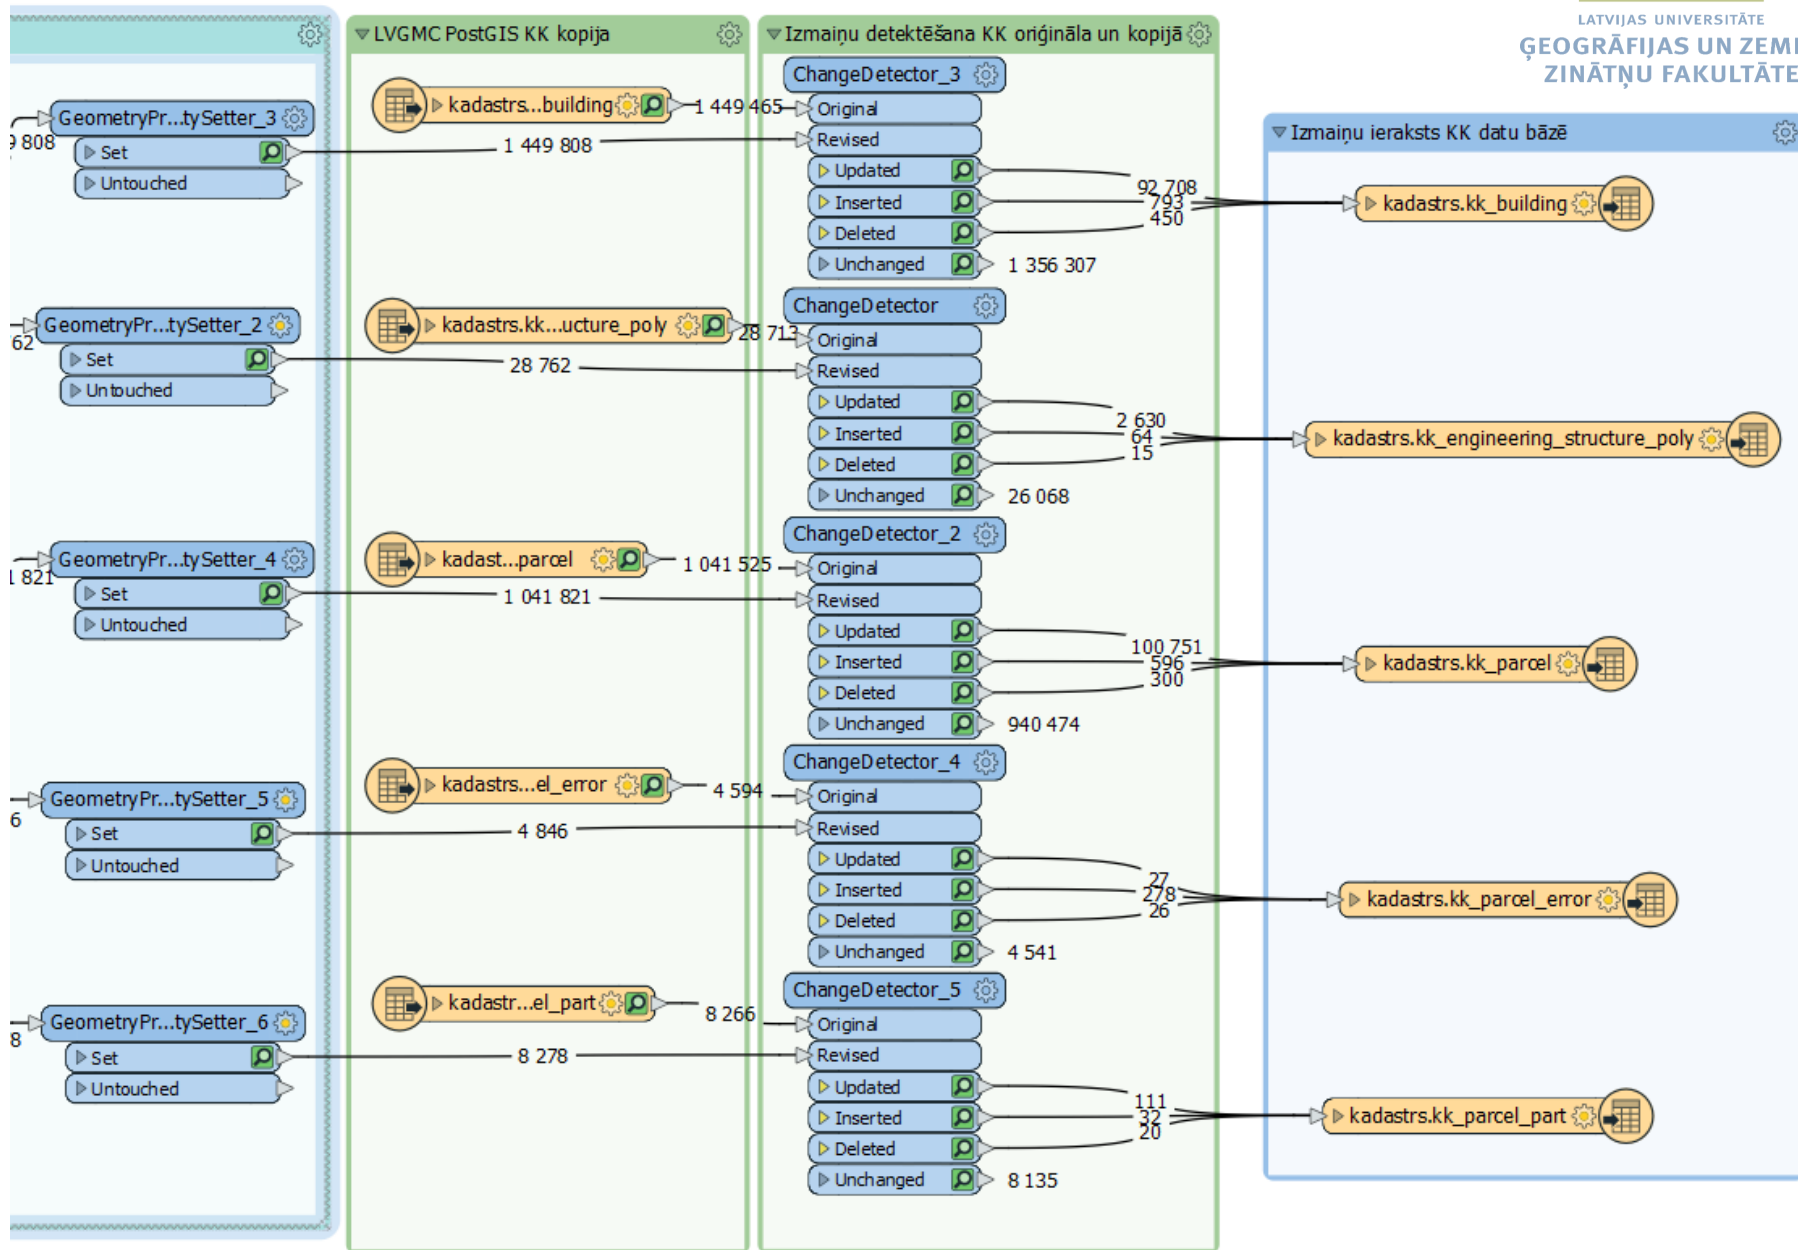 LATVIJAS UNIVERSITĀTE
ĢEOGRĀFIJAS UN ZEM
ZINĀTŅU FAKULTĀTE
9 808
GeometryPr...tySetter_3
Set
Untouched
62
GeometryPr...tySetter_2
Set
Untouched
1 821
GeometryPr...tySetter_4
Set
Untouched
6
GeometryPr...tySetter_5
Set
Untouched
8
GeometryPr...tySetter_6
Set
Untouched
LVGMC PostGIS KK kopija
kadastrs...building
1 449 465
1 449 808
kadastrs.kk...ucture_poly
28 713
28 762
kadast...parcel
1 041 525
1 041 821
kadastrs...el_error
4 594
4 846
kadastr...el_part
8 266
8 278
Izmaiņu detektēšana KK oriģināla un kopijā
ChangeDetector_3
Original
Revised
Updated
Inserted
Deleted
Unchanged
92 708
793
450
1 356 307
ChangeDetector
Original
Revised
Updated
Inserted
Deleted
Unchanged
2 630
64
15
26 068
ChangeDetector_2
Original
Revised
Updated
Inserted
Deleted
Unchanged
100 751
596
300
940 474
ChangeDetector_4
Original
Revised
Updated
Inserted
Deleted
Unchanged
27
278
26
4 541
ChangeDetector_5
Original
Revised
Updated
Inserted
Deleted
Unchanged
111
32
20
8 135
Izmaiņu ieraksts KK datu bāzē
kadastrs.kk_building
kadastrs.kk_engineering_structure_poly
kadastrs.kk_parcel
kadastrs.kk_parcel_error
kadastrs.kk_parcel_part